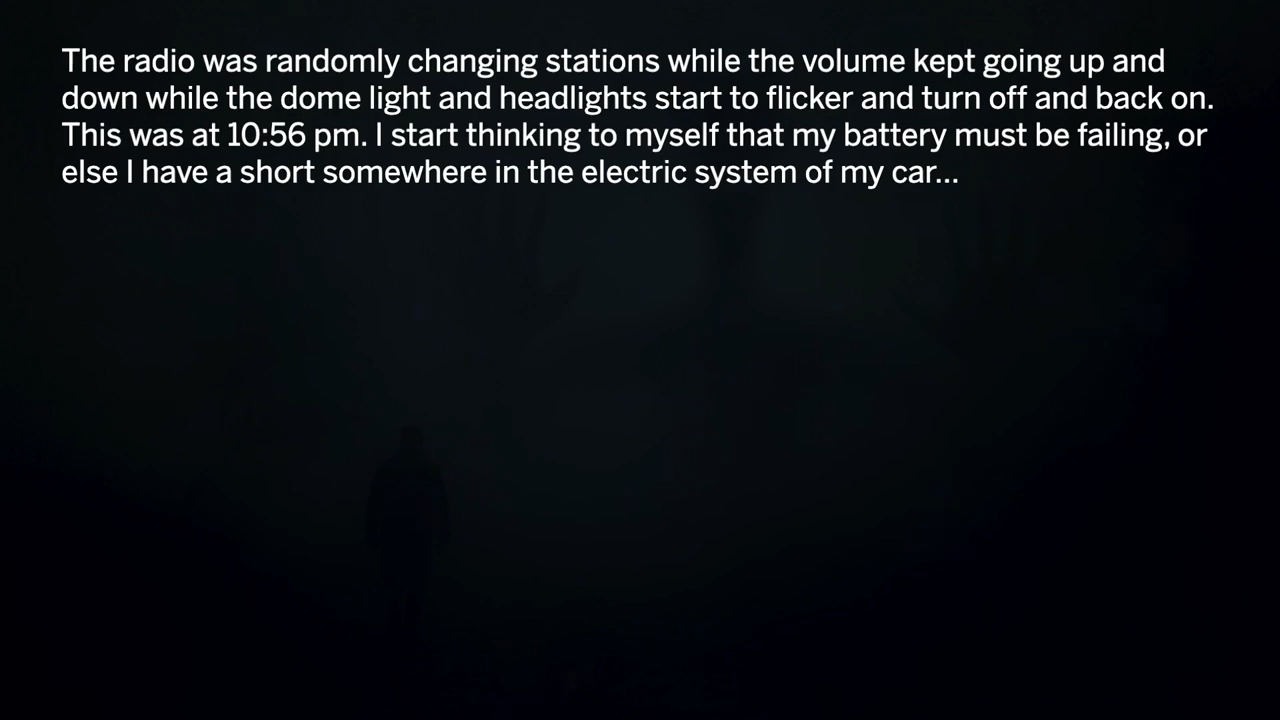 The radio was randomly changing stations while the volume kept going up and
down while the dome light and headlights start to flicker and turn off and back on.
This was at 10:56 pm. I start thinking to myself that my battery must be failing, or
else I have a short somewhere in the electric system of my car...